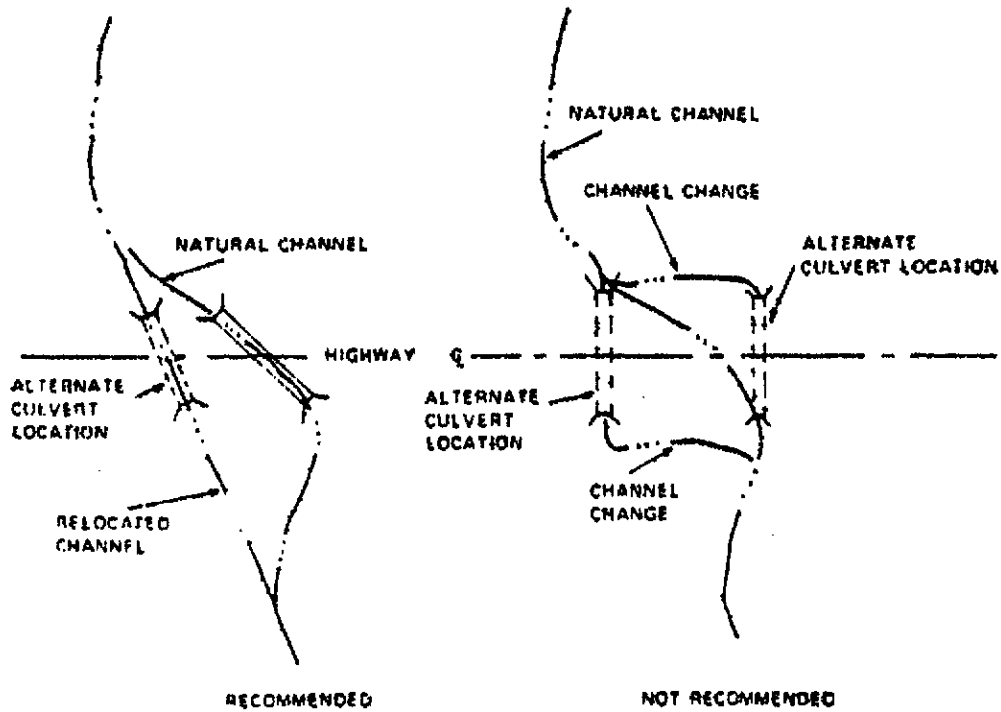 NATURAL CHANNEL
ALTERNATE
CULVERT
LOCATION
RELOCATED
CHANNEL
HIGHWAY ℄
RECOMMENDED
NATURAL CHANNEL
CHANNEL CHANGE
ALTERNATE
CULVERT LOCATION
ALTERNATE
CULVERT
LOCATION
CHANNEL
CHANGE
NOT RECOMMENDED